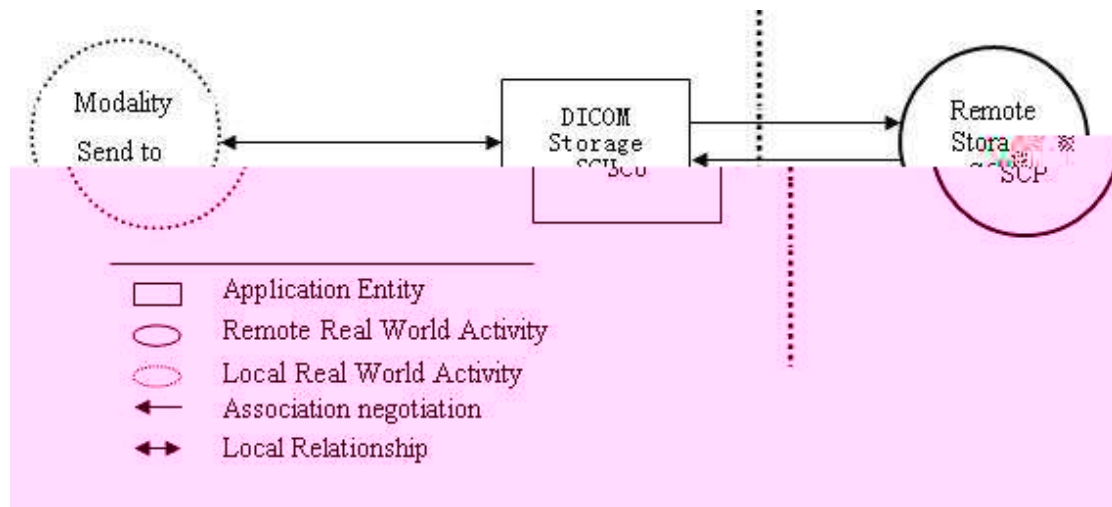 Modality
Send to
DICOM
Storage
SCU
Remote
Stora
SCP
Application Entity
Remote Real World Activity
Local Real World Activity
Association negotiation
Local Relationship